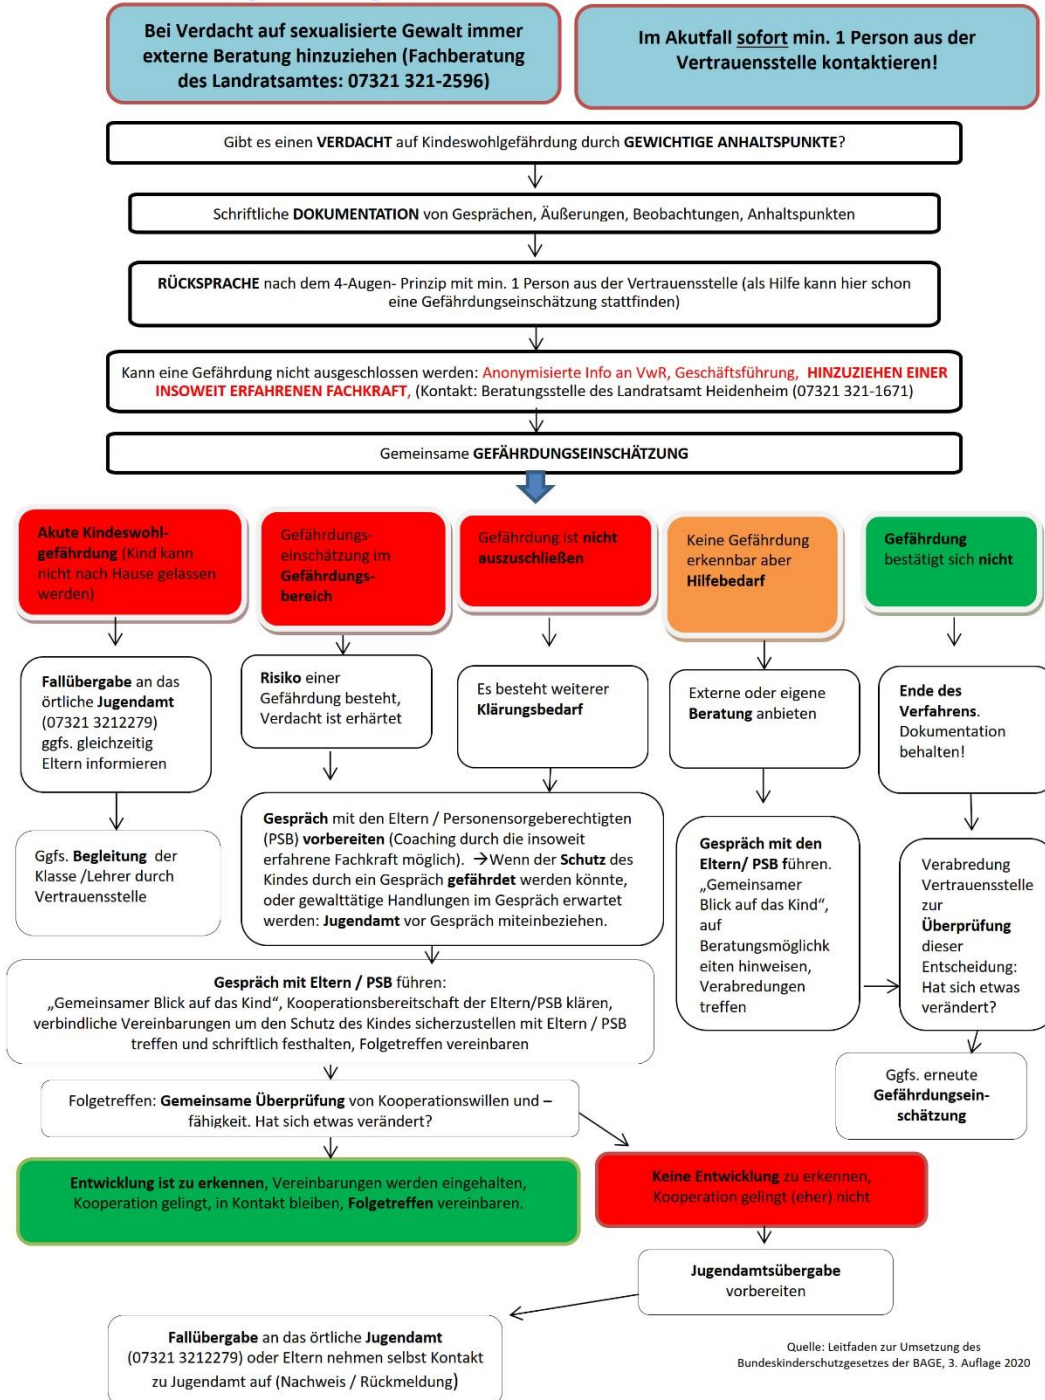 Bei Verdacht auf sexualisierte Gewalt immer
externe Beratung hinzuziehen (Fachberatung
des Landratsamtes: 07321 321-2596)
Im Akutfall sofort min. 1 Person aus der
Vertrauensstelle kontaktieren!
Gibt es einen VERDACHT auf Kindeswohlgefährdung durch GEWICHTIGE ANHALTSPUNKTE?
Schriftliche DOKUMENTATION von Gesprächen, Äußerungen, Beobachtungen, Anhaltspunkten
RÜCKSPRACHE nach dem 4-Augen- Prinzip mit min. 1 Person aus der Vertrauensstelle (als Hilfe kann hier schon
eine Gefährdungseinschätzung stattfinden)
Kann eine Gefährdung nicht ausgeschlossen werden: Anonymisierte Info an VwR, Geschäftsführung, HINZUZIEHEN EINER
INSOWEIT ERFAHRENEN FACHKRAFT, (Kontakt: Beratungsstelle des Landratsamt Heidenheim (07321 321-1671)
Gemeinsame GEFÄHRDUNGSEINSCHÄTZUNG
Akute Kindeswohl-
gefährdung (Kind kann
nicht nach Hause gelassen
werden)
Gefährdungs-
einschätzung im
Gefährdungs-
bereich
Gefährdung ist nicht
auszuschließen
Keine Gefährdung
erkennbar aber
Hilfebedarf
Gefährdung
bestätigt sich nicht
Fallübergabe an das
örtliche Jugendamt
(07321 3212279)
ggfs. gleichzeitig
Eltern informieren
Risiko einer
Gefährdung besteht,
Verdacht ist erhärtet
Es besteht weiterer
Klärungsbedarf
Externe oder eigene
Beratung anbieten
Ende des
Verfahrens.
Dokumentation
behalten!
Ggfs. Begleitung der
Klasse /Lehrer durch
Vertrauensstelle
Gespräch mit den Eltern / Personensorgeberechtigten
(PSB) vorbereiten (Coaching durch die insoweit
erfahrene Fachkraft möglich). →Wenn der Schutz des
Kindes durch ein Gespräch gefährdet werden könnte,
oder gewalttätige Handlungen im Gespräch erwartet
werden: Jugendamt vor Gespräch miteinbeziehen.
Gespräch mit den
Eltern/ PSB führen.
„Gemeinsamer
Blick auf das Kind“,
auf
Beratungsmöglichk
eiten hinweisen,
Verabredungen
treffen
Verabredung
Vertrauensstelle
zur
Überprüfung
dieser
Entscheidung:
Hat sich etwas
verändert?
Gespräch mit Eltern / PSB führen:
„Gemeinsamer Blick auf das Kind“, Kooperationsbereitschaft der Eltern/PSB klären,
verbindliche Vereinbarungen um den Schutz des Kindes sicherzustellen mit Eltern / PSB
treffen und schriftlich festhalten, Folgetreffen vereinbaren
Ggfs. erneute
Gefährdungsein-
schätzung
Folgetreffen: Gemeinsame Überprüfung von Kooperationswillen und –
fähigkeit. Hat sich etwas verändert?
Entwicklung ist zu erkennen, Vereinbarungen werden eingehalten,
Kooperation gelingt, in Kontakt bleiben, Folgetreffen vereinbaren.
Keine Entwicklung zu erkennen,
Kooperation gelingt (eher) nicht
Jugendamtsübergabe
vorbereiten
Fallübergabe an das örtliche Jugendamt
(07321 3212279) oder Eltern nehmen selbst Kontakt
zu Jugendamt auf (Nachweis / Rückmeldung)
Quelle: Leitfaden zur Umsetzung des
Bundeskinderschutzgesetzes der BAGE, 3. Auflage 2020